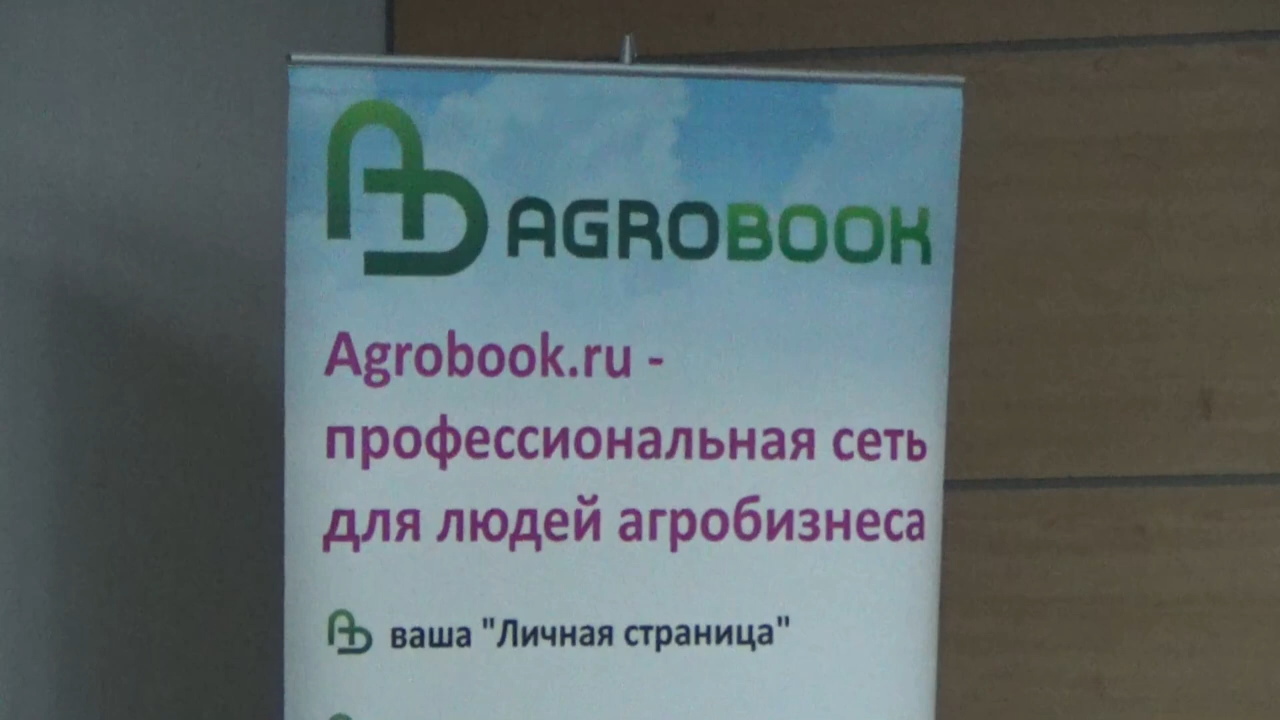 AGROBOOK
Agrobook.ru -
профессиональная сеть
для людей агробизнеса
ваша "Личная страница"